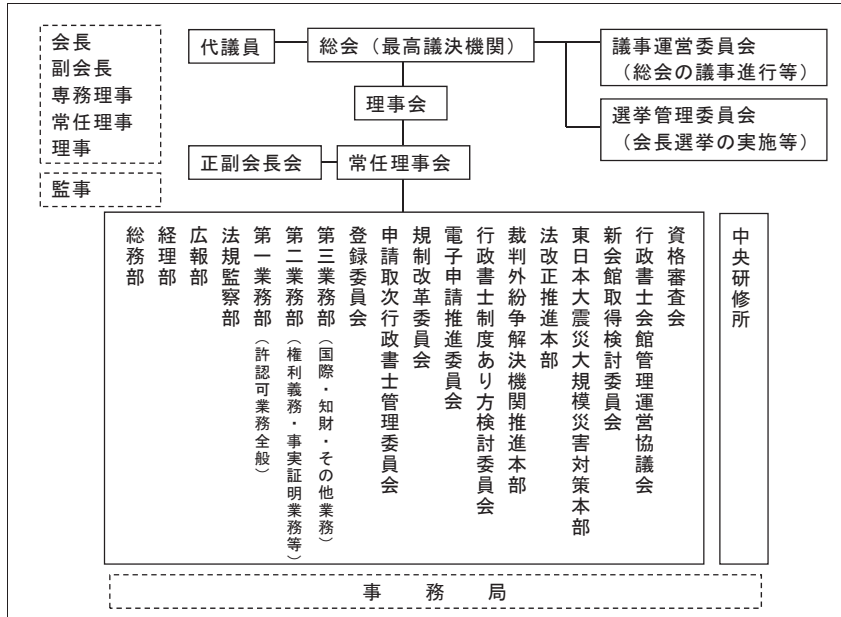 会長
副会長
専務理事
常任理事
理事
監事
代議員
総会（最高議決機関）
理事会
正副会長会
常任理事会
議事運営委員会
（総会の議事進行等）
選挙管理委員会
（会長選挙の実施等）
総務部
経理部
広報部
法規監察部
第一業務部（許認可業務全般）
第二業務部（権利義務・事実証明業務等）
第三業務部（国際・知財・その他業務）
登録委員会
申請取次行政書士管理委員会
規制改革委員会
電子申請推進委員会
行政書士制度あり方検討委員会
裁判外紛争解決機関推進本部
法改正推進本部
東日本大震災大規模災害対策本部
新会館取得検討委員会
行政書士会館管理運営協議会
資格審査会
中央研修所
事務局